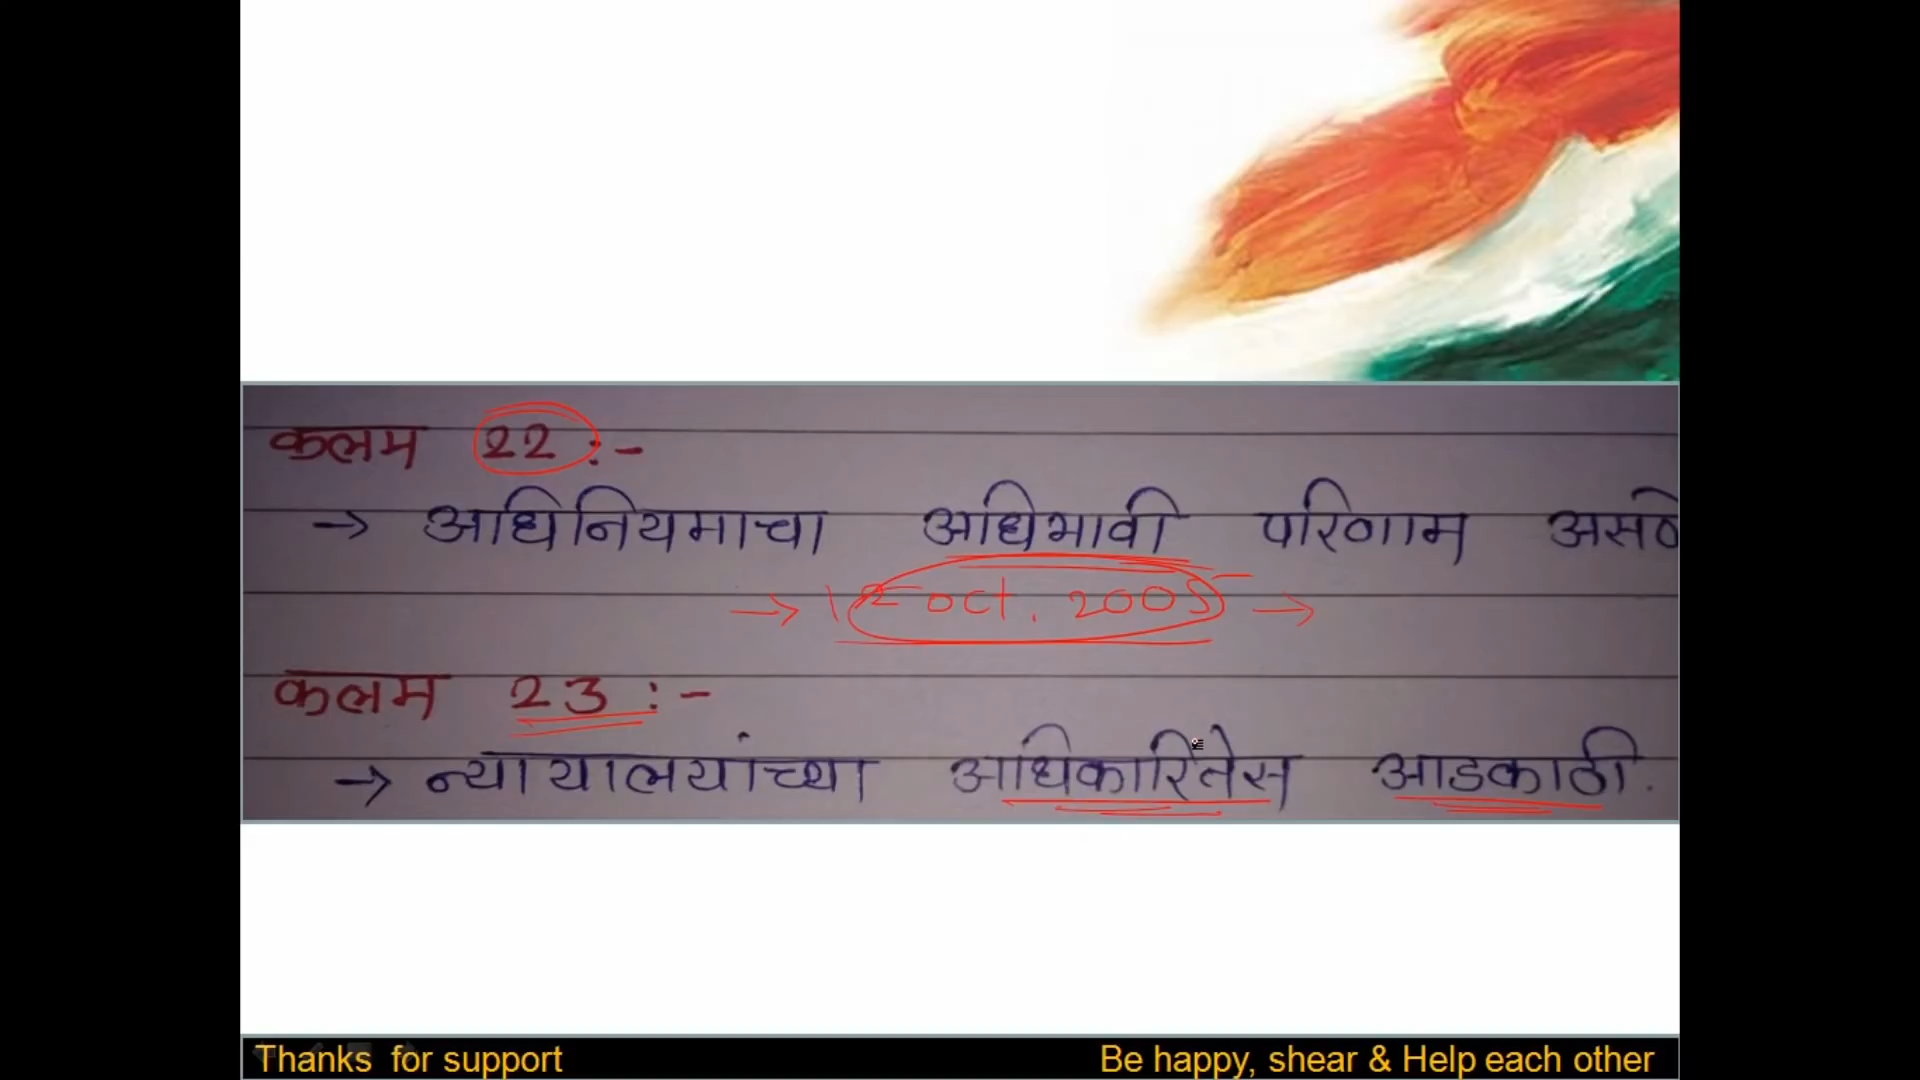 कलम 22 :-
→ अधिनियमाचा अधिभावी परिणाम असणे
→ 12 oct. 2005 →
कलम 23 :-
→ न्यायालयांच्या अधिकारितेस आडकाठी.
Thanks for support
Be happy, shear & Help each other